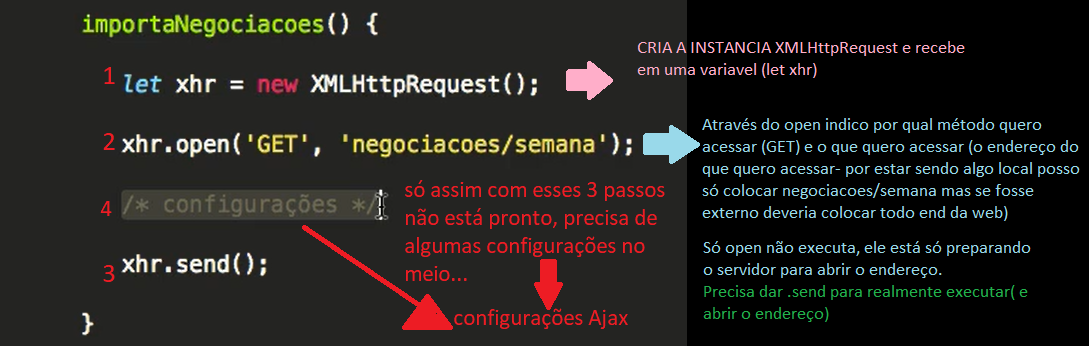 importaNegociacoes() {
CRIA A INSTANCIA XMLHttpRequest e recebe
em uma variavel (let xhr)
1 let xhr = new XMLHttpRequest();
2 xhr.open('GET', 'negociacoes/semana');
Através do open indico por qual método quero
acessar (GET) e o que quero acessar (o endereço do
que quero acessar- por estar sendo algo local posso
só colocar negociacoes/semana mas se fosse
externo deveria colocar todo end da web)
4 /* configurações */
só assim com esses 3 passos
não está pronto, precisa de
algumas configurações no
meio...
Só open não executa, ele está só preparando
o servidor para abrir o endereço.
Precisa dar .send para realmente executar( e
abrir o endereço)
3 xhr.send();
configurações Ajax
}